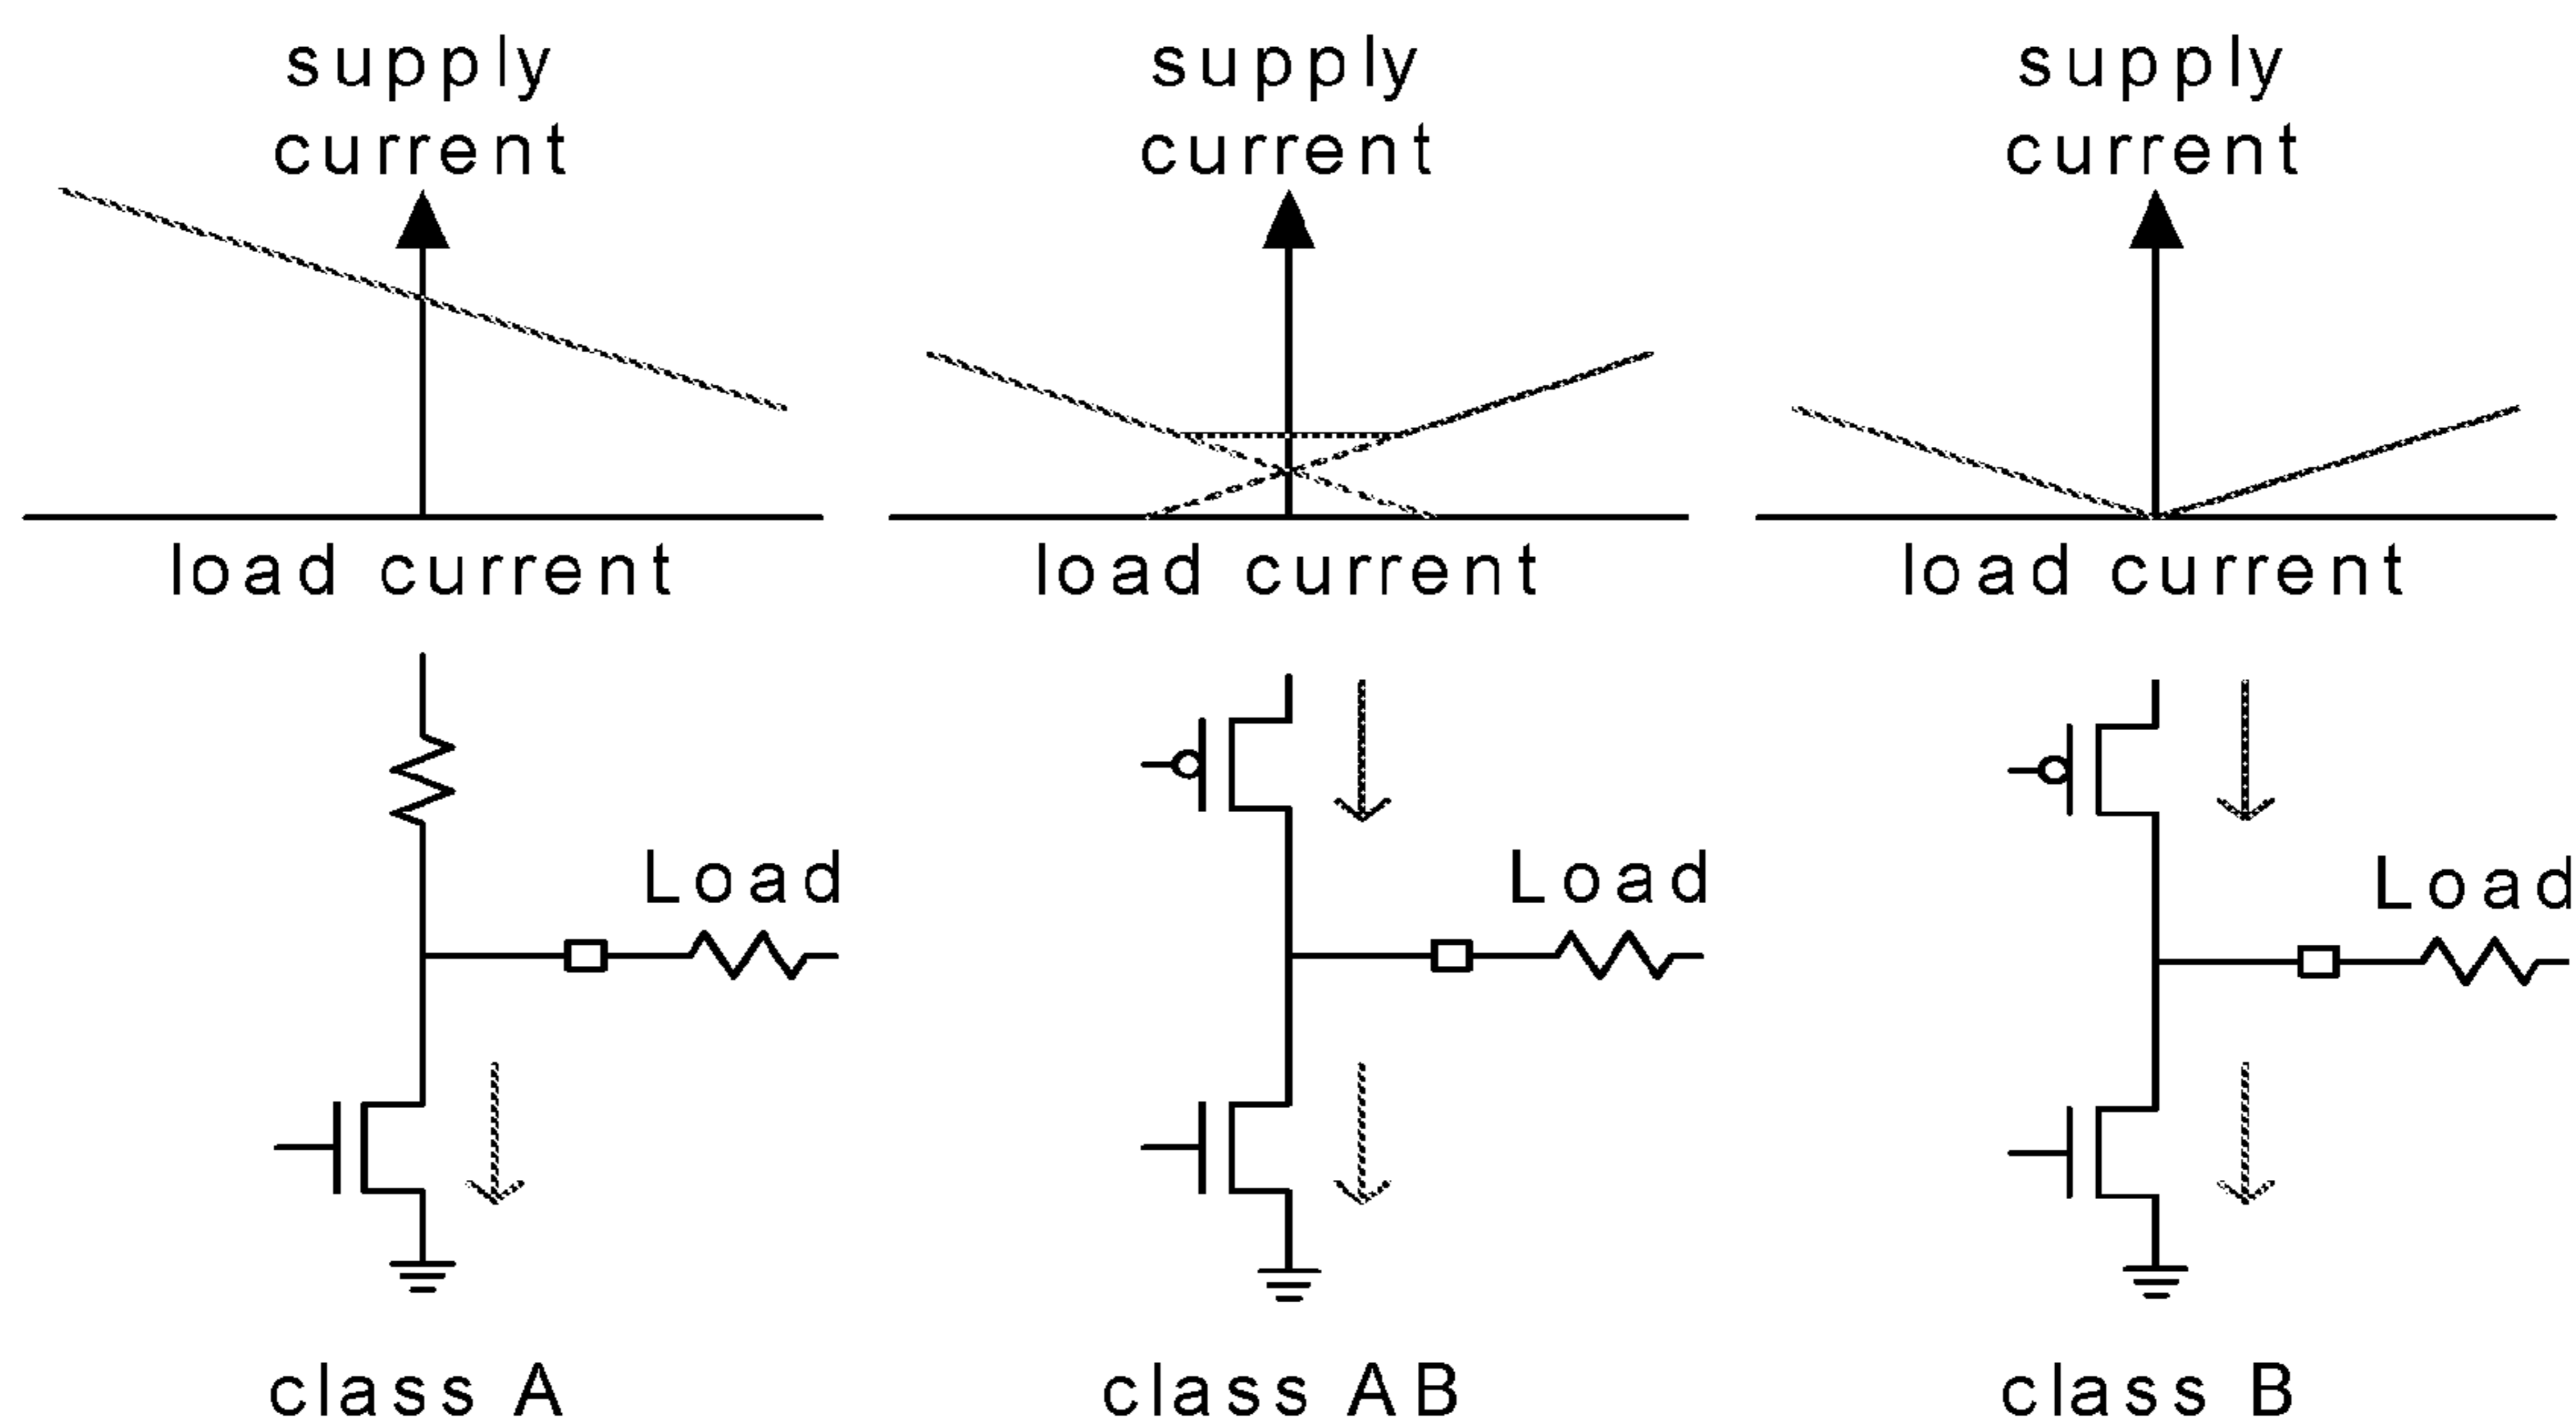 supply
current
supply
current
supply
current
load current
load current
load current
Load
Load
Load
class A
class AB
class B